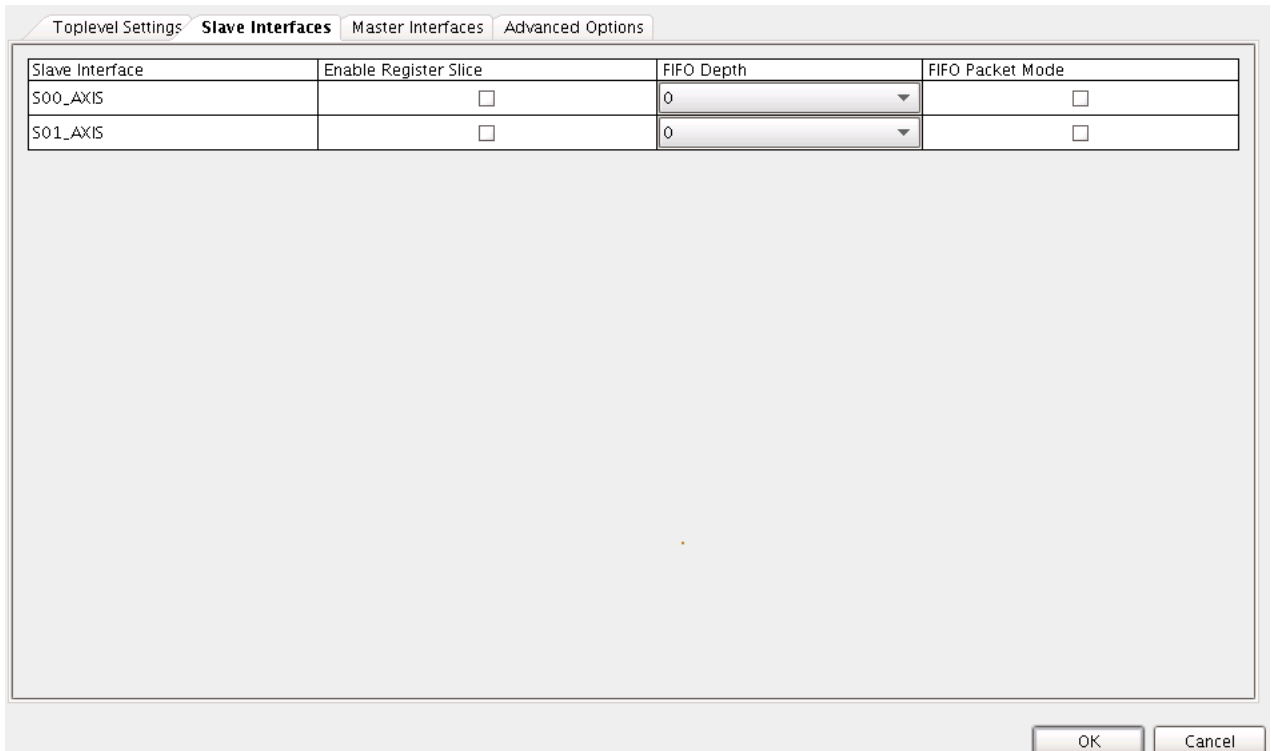 Toplevel Settings Slave Interfaces Master Interfaces Advanced Options
Slave Interface Enable Register Slice FIFO Depth FIFO Packet Mode
S00_AXIS 0
S01_AXIS 0
OK Cancel